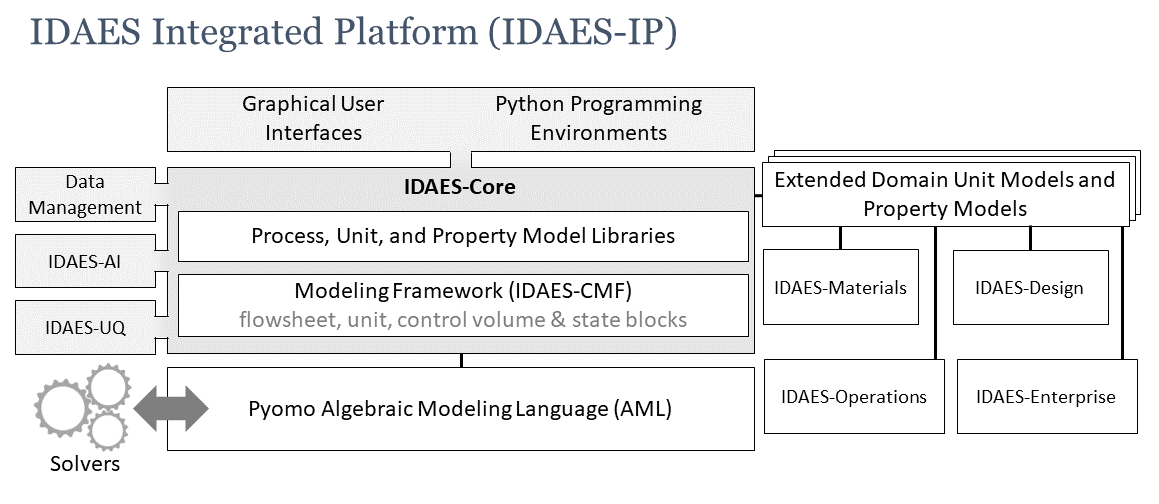 IDAES Integrated Platform (IDAES-IP)
Graphical User
Interfaces
Python Programming
Environments
Data
Management
IDAES-AI
IDAES-UQ
IDAES-Core
Process, Unit, and Property Model Libraries
Modeling Framework (IDAES-CMF)
flowsheet, unit, control volume & state blocks
Extended Domain Unit Models and
Property Models
IDAES-Materials
IDAES-Design
IDAES-Operations
IDAES-Enterprise
Pyomo Algebraic Modeling Language (AML)
Solvers